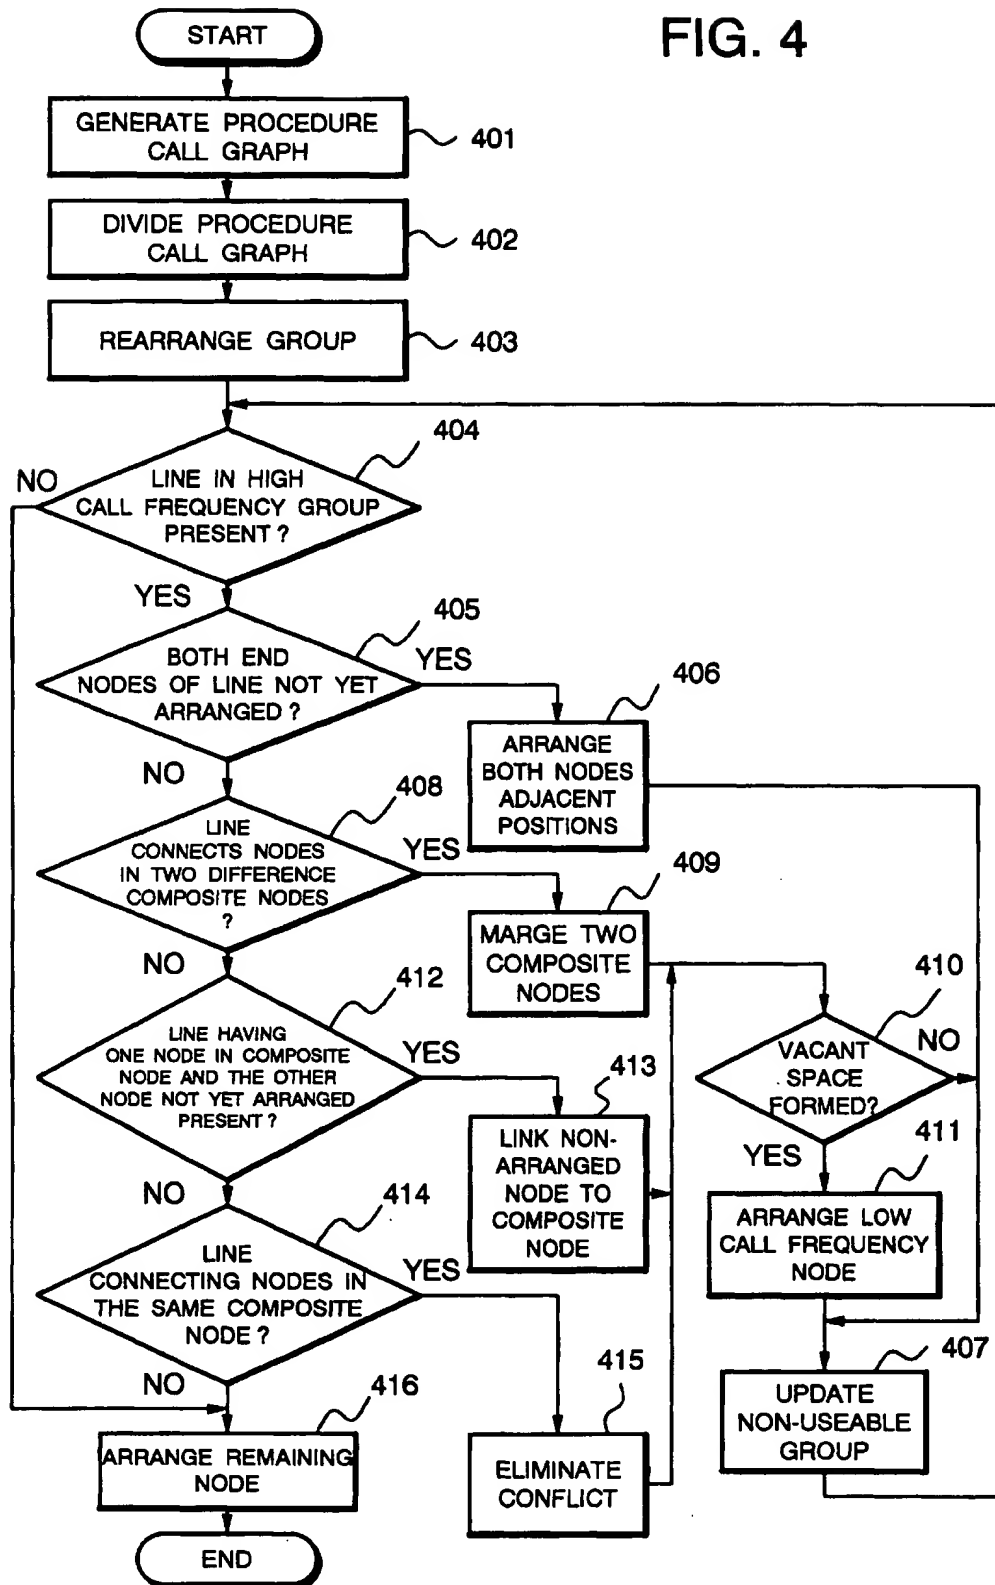 FIG. 4
START
GENERATE PROCEDURE
CALL GRAPH
401
DIVIDE PROCEDURE
CALL GRAPH
402
REARRANGE GROUP
403
404
NO
LINE IN HIGH
CALL FREQUENCY GROUP
PRESENT ?
YES
405
BOTH END
NODES OF LINE NOT YET
ARRANGED ?
YES
406
ARRANGE
BOTH NODES
ADJACENT
POSITIONS
NO
408
LINE
CONNECTS NODES
IN TWO DIFFERENCE
COMPOSITE NODES
?
YES
409
MARGE TWO
COMPOSITE
NODES
NO
410
VACANT
SPACE
FORMED?
NO
412
LINE HAVING
ONE NODE IN COMPOSITE
NODE AND THE OTHER
NODE NOT YET ARRANGED
PRESENT ?
YES
413
LINK NON-
ARRANGED
NODE TO
COMPOSITE
NODE
YES
411
ARRANGE LOW
CALL FREQUENCY
NODE
NO
414
LINE
CONNECTING NODES IN
THE SAME COMPOSITE
NODE ?
YES
415
ELIMINATE
CONFLICT
407
UPDATE
NON-USEABLE
GROUP
NO
416
ARRANGE REMAINING
NODE
END